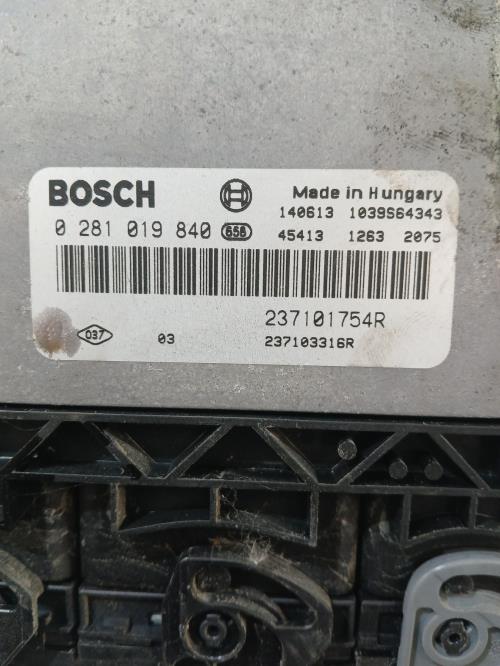 BOSCH Made in Hungary
140613 1039S64343
0 281 019 840 658 45413 1263 2075
237101754R
037 03 237103316R